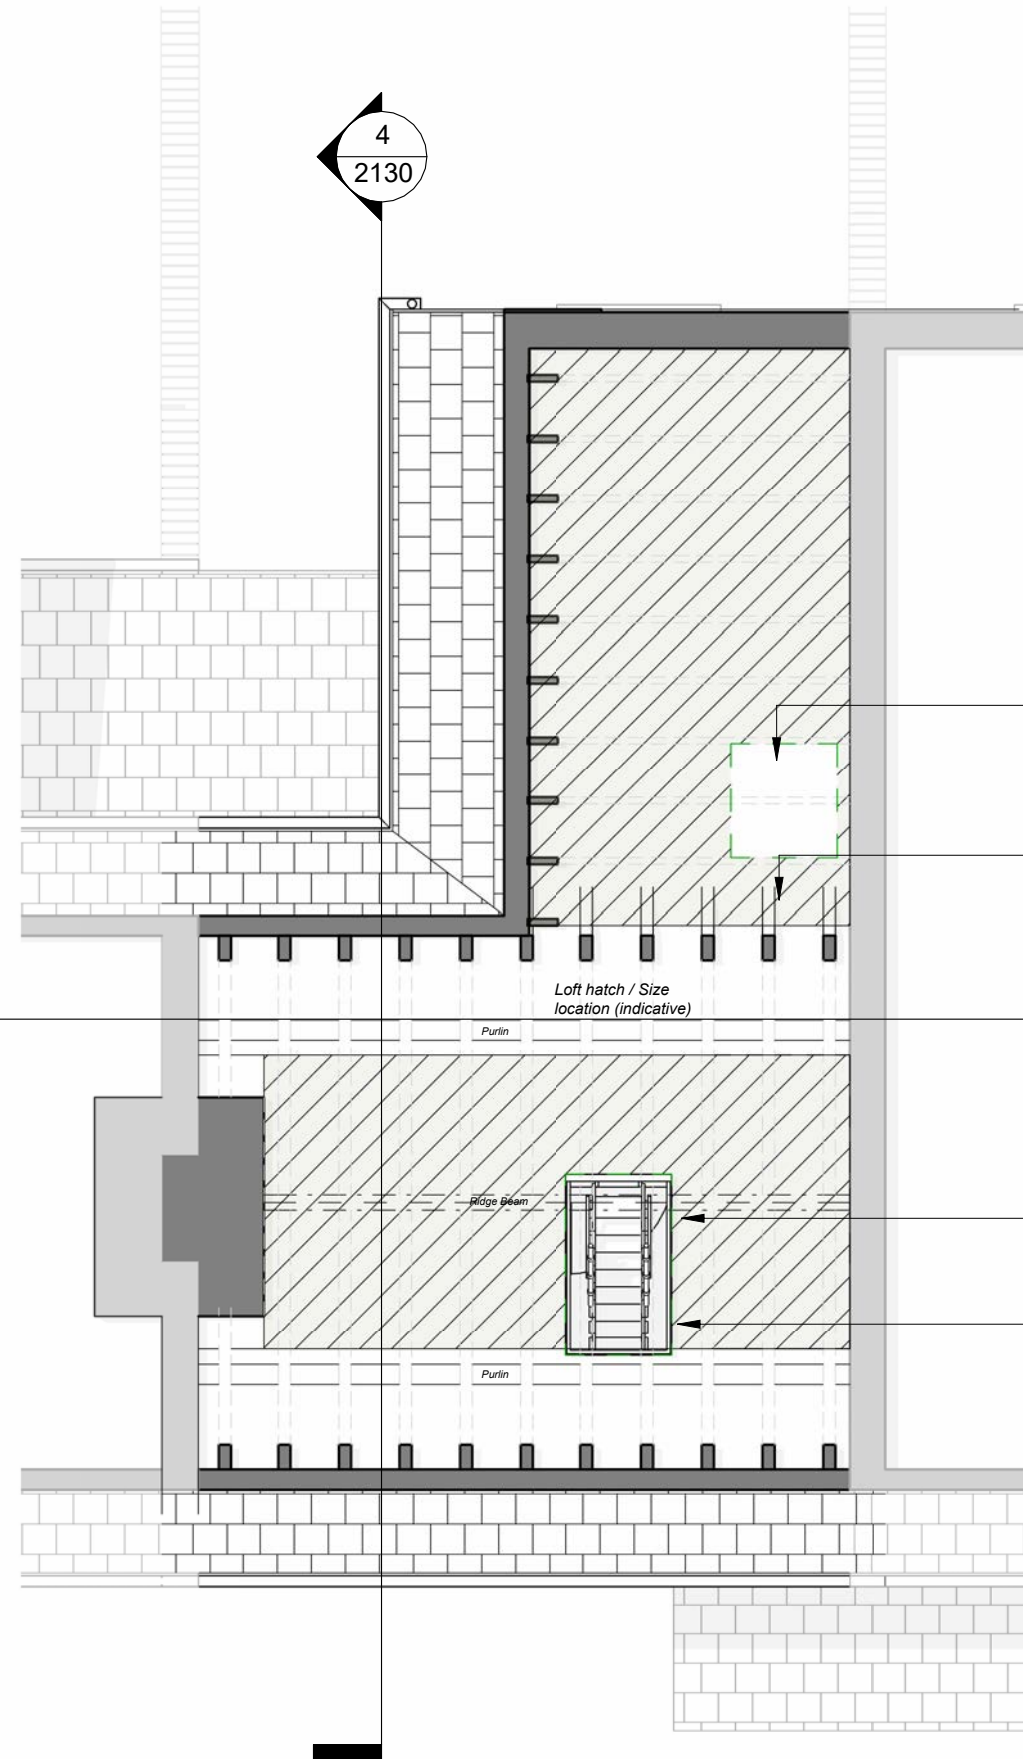 4
2130
Loft hatch / Size
location (indicative)
Purlin
Ridge Beam
Purlin